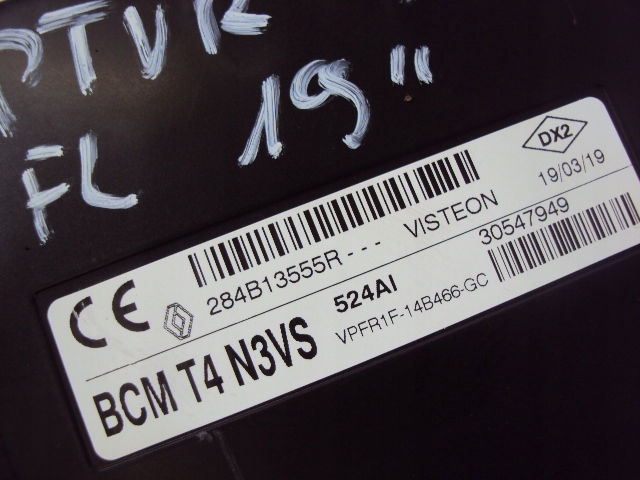 PTUR
FL 19"
DX2
19/03/19
CE 284B13555R--- VISTEON 30547949
BCM T4 N3VS 524AI VPFR1F-14B466-GC